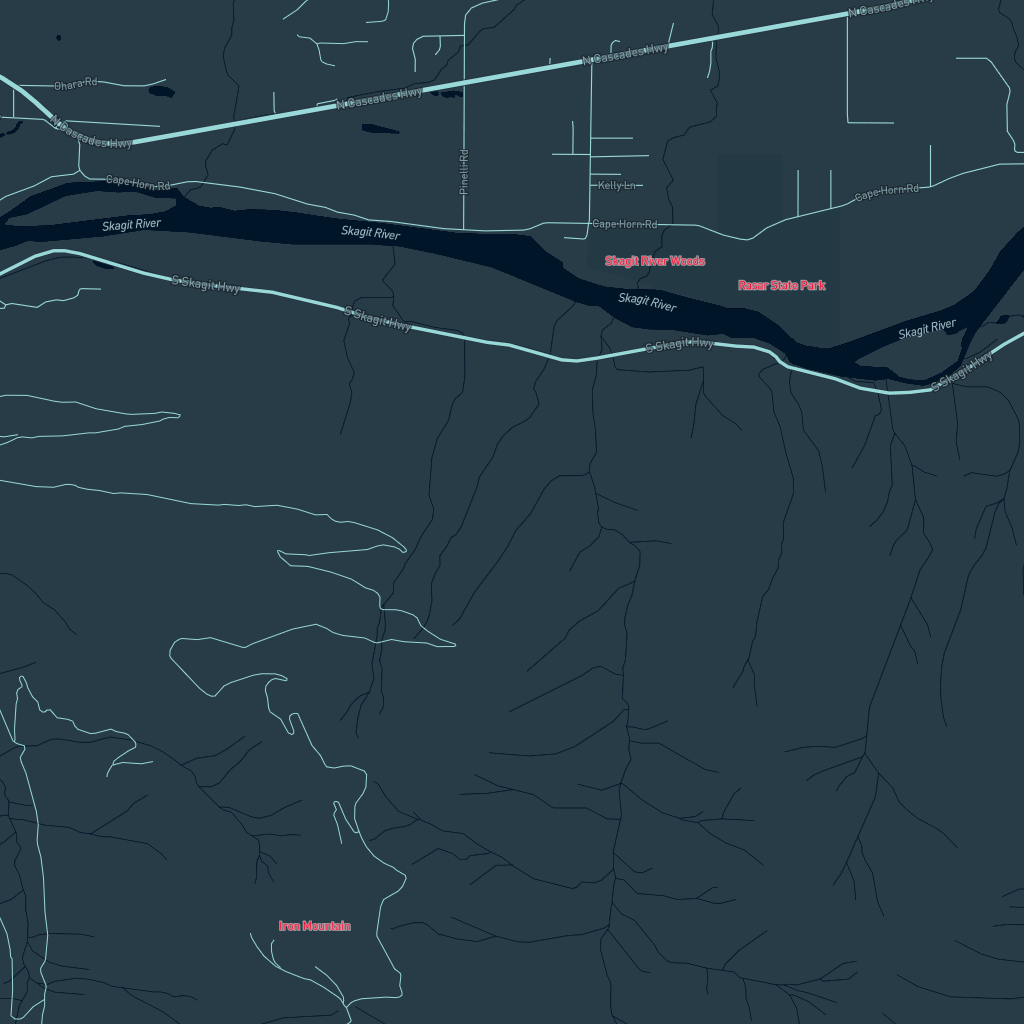 N Cascades Hwy
N Cascades Hwy
Ohara Rd
N Cascades Hwy
N Cascades Hwy
Pinelli Rd
Cape Horn Rd
Kelly Ln
Cape Horn Rd
Skagit River
Cape Horn Rd
Skagit River
Skagit River Woods
S Skagit Hwy
Rasar State Park
Skagit River
S Skagit Hwy
Skagit River
S Skagit Hwy
S Skagit Hwy
Iron Mountain